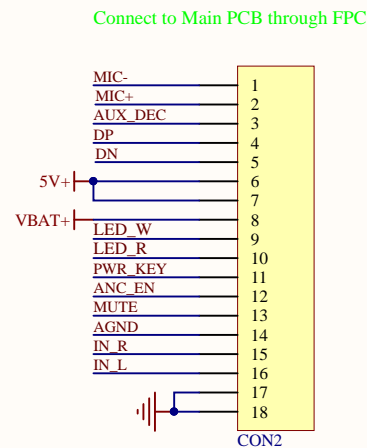 Connect to Main PCB through FPC
MIC- 1
MIC+ 2
AUX_DEC 3
DP 4
DN 5
5V+ 6
7
VBAT+ 8
LED_W 9
LED_R 10
PWR_KEY 11
ANC_EN 12
MUTE 13
AGND 14
IN_R 15
IN_L 16
17
18
CON2